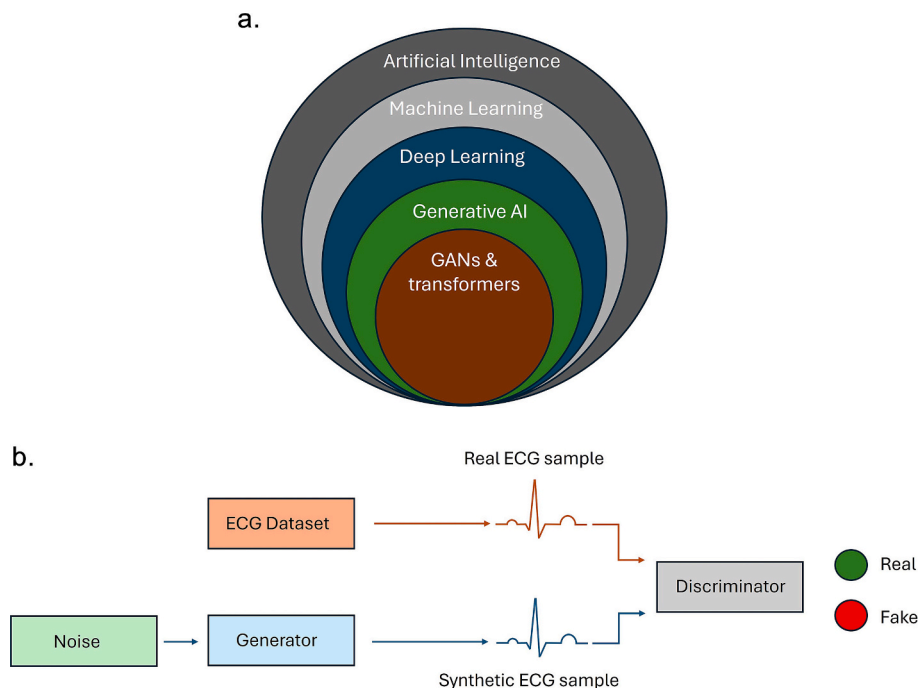 a.
Artificial Intelligence
Machine Learning
Deep Learning
Generative AI
GANs &
transformers
b.
Real ECG sample
ECG Dataset
Discriminator
Real
Fake
Noise
Generator
Synthetic ECG sample